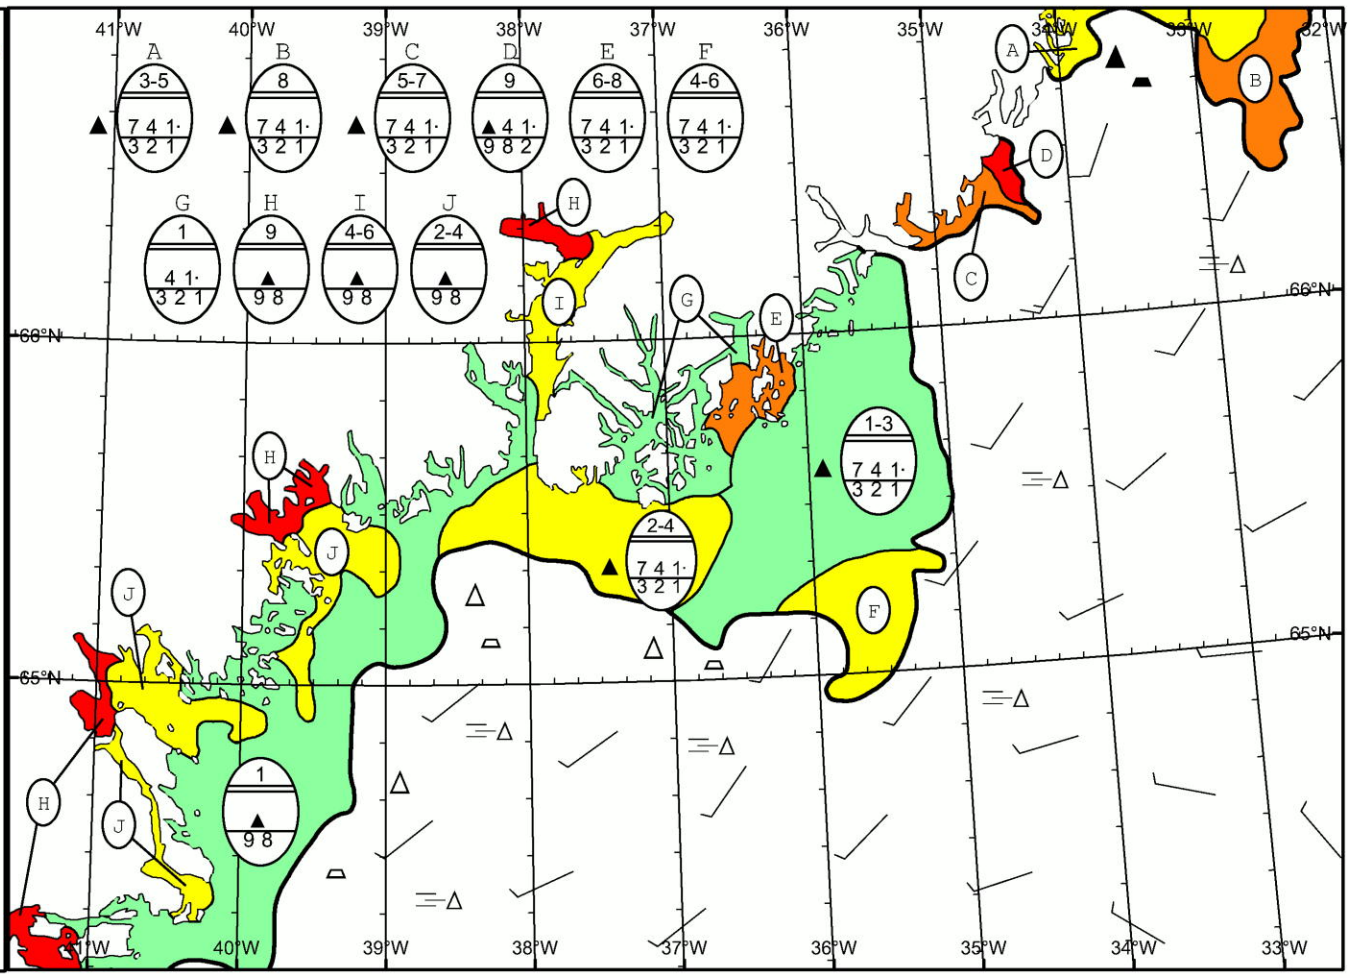 41°W 40°W 39°W 38°W 37°W 36°W 35°W 34°W 33°W 32°W
A B C D E F
3-5 8 5-7 9 6-8 4-6
7 4 1· 7 4 1· 7 4 1· 4 1· 7 4 1· 7 4 1·
3 2 1 3 2 1 3 2 1 9 8 2 3 2 1 3 2 1
A
B
D
G H I J
1 9 4-6 2-4
4 1·
3 2 1 9 8 9 8 9 8
H
C
I
G
E
66°N
66°N
1-3
7 4 1·
3 2 1
H
2-4
7 4 1·
3 2 1
J
J
F
65°N
65°N
1
9 8
H
J
41°W 40°W 39°W 38°W 37°W 36°W 35°W 34°W 33°W